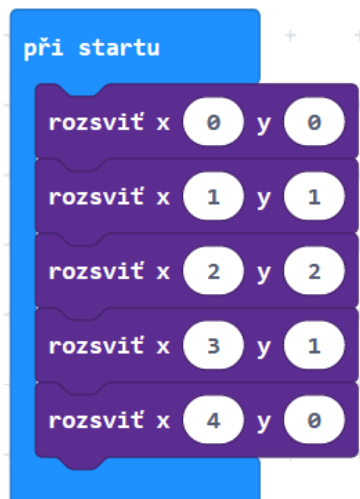 při startu
rozsviť x 0 y 0
rozsviť x 1 y 1
rozsviť x 2 y 2
rozsviť x 3 y 1
rozsviť x 4 y 0